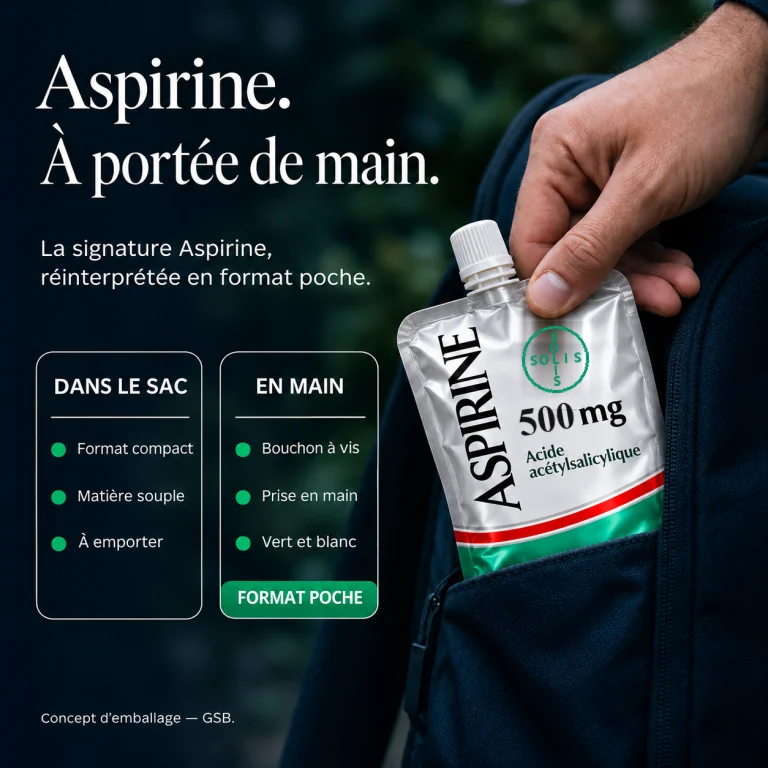 Aspirine.
À portée de main.
La signature Aspirine,
réinterprétée en format poche.
DANS LE SAC
Format compact
Matière souple
À emporter
EN MAIN
Bouchon à vis
Prise en main
Vert et blanc
FORMAT POCHE
ASPIRINE
SOLIS
SOLIS
500 mg
Acide
acétylsalicylique
Concept d'emballage — GSB.